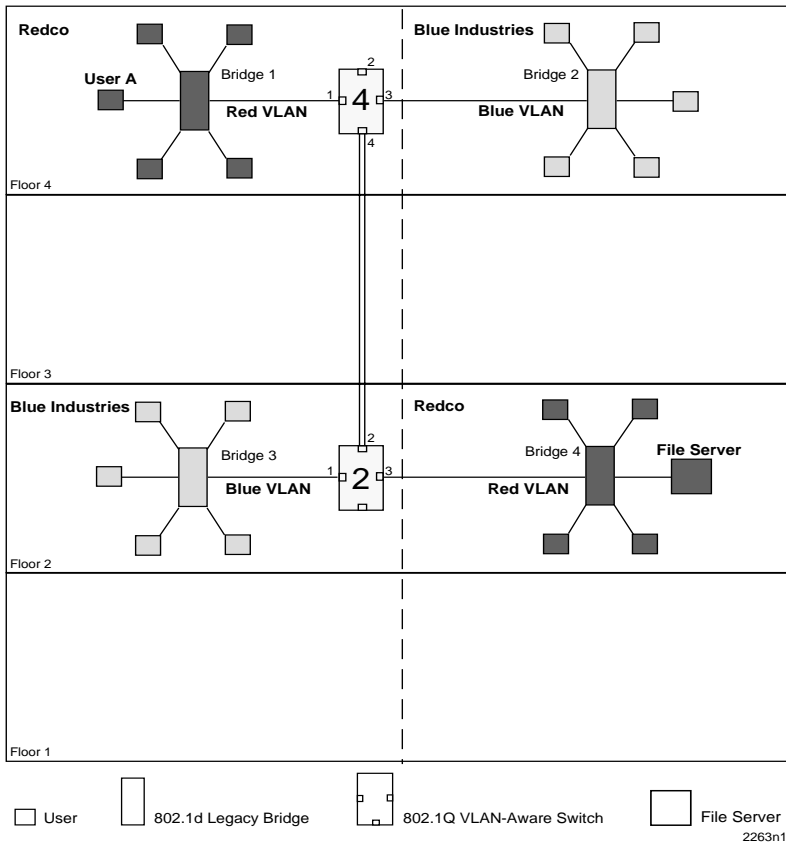 Redco
Blue Industries
User A
Bridge 1
Bridge 2
2
1
4
3
4
Red VLAN
Blue VLAN
Floor 4
Floor 3
Blue Industries
Redco
Bridge 3
Bridge 4
File Server
2
1
2
3
Blue VLAN
Red VLAN
Floor 2
Floor 1
User
802.1d Legacy Bridge
802.1Q VLAN-Aware Switch
File Server
2263n1